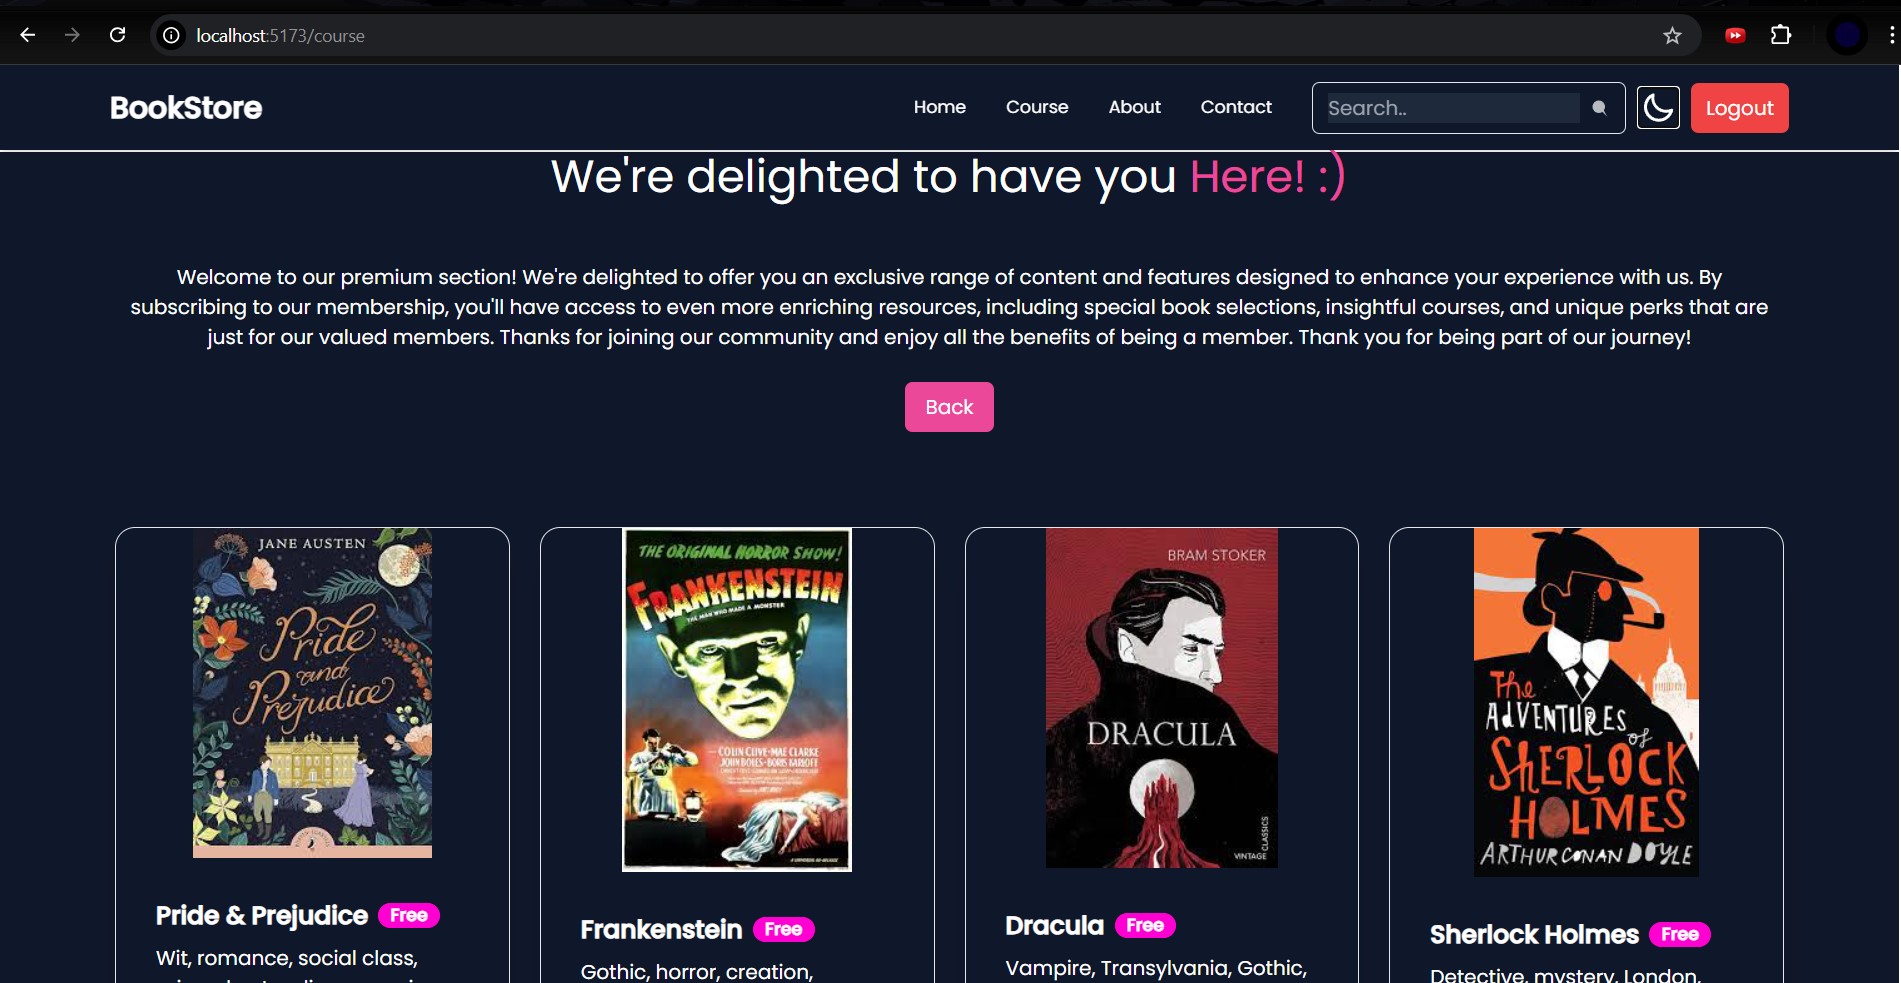 localhost:5173/course
BookStore
Home Course About Contact Search.. Logout
We're delighted to have you Here! :)
Welcome to our premium section! We're delighted to offer you an exclusive range of content and features designed to enhance your experience with us. By
subscribing to our membership, you'll have access to even more enriching resources, including special book selections, insightful courses, and unique perks that are
just for our valued members. Thanks for joining our community and enjoy all the benefits of being a member. Thank you for being part of our journey!
Back
JANE AUSTEN
Pride
and
Prejudice
Pride & Prejudice Free
Wit, romance, social class,
THE ORIGINAL HORROR SHOW!
FRANKENSTEIN
THE MAN WHO MADE A MONSTER
COLIN CLIVE - MAE CLARKE
JOHN BOLES - BORIS KARLOFF
Frankenstein Free
Gothic, horror, creation,
BRAM STOKER
DRACULA
VINTAGE CLASSICS
Dracula Free
Vampire, Transylvania, Gothic,
The
ADVENTURES
of
SHERLOCK
HOLMES
ARTHUR CONAN DOYLE
Sherlock Holmes Free
Detective, mystery, London,